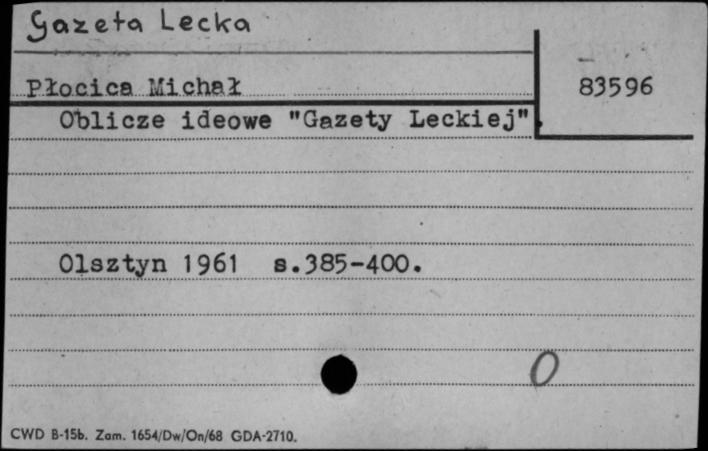 Gazeta Lecka
Płocica Michał
83596
Oblicze ideowe "Gazety Leckiej".
Olsztyn 1961 s.385-400.
0
CWD B-15b. Zam. 1654/Dw/On/68 GDA-2710.